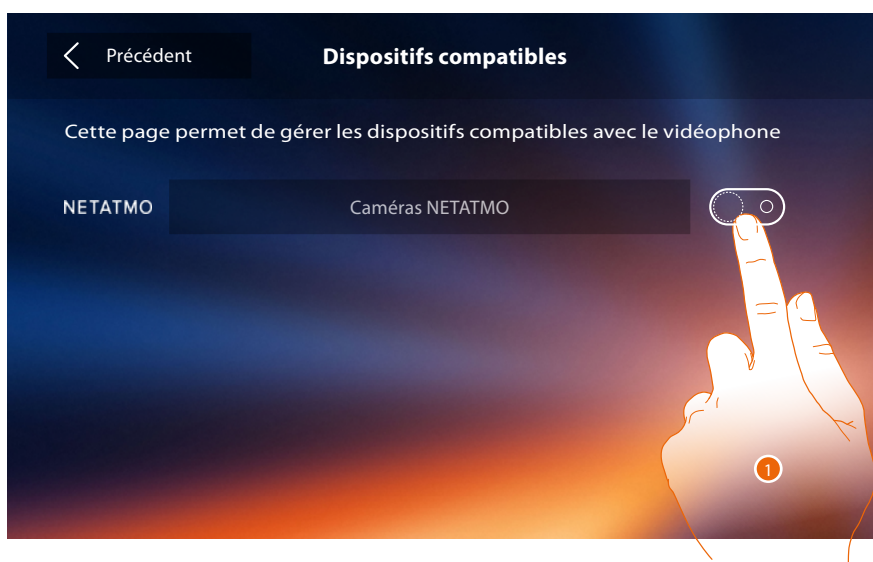 Précédent
Dispositifs compatibles
Cette page permet de gérer les dispositifs compatibles avec le vidéophone
NETATMO
Caméras NETATMO
1